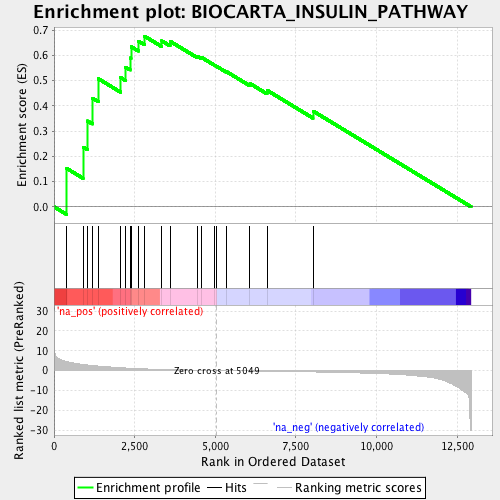 Enrichment plot: BIOCARTA_INSULIN_PATHWAY
Enrichment score (ES)
0.7
0.6
0.5
0.4
0.3
0.2
0.1
0.0
'na_pos' (positively correlated)
Ranked list metric (PreRanked)
30
20
10
0
-10
-20
-30
Zero cross at 5049
'na_neg' (negatively correlated)
0 2,500 5,000 7,500 10,000 12,500
Rank in Ordered Dataset
Enrichment profile Hits Ranking metric scores